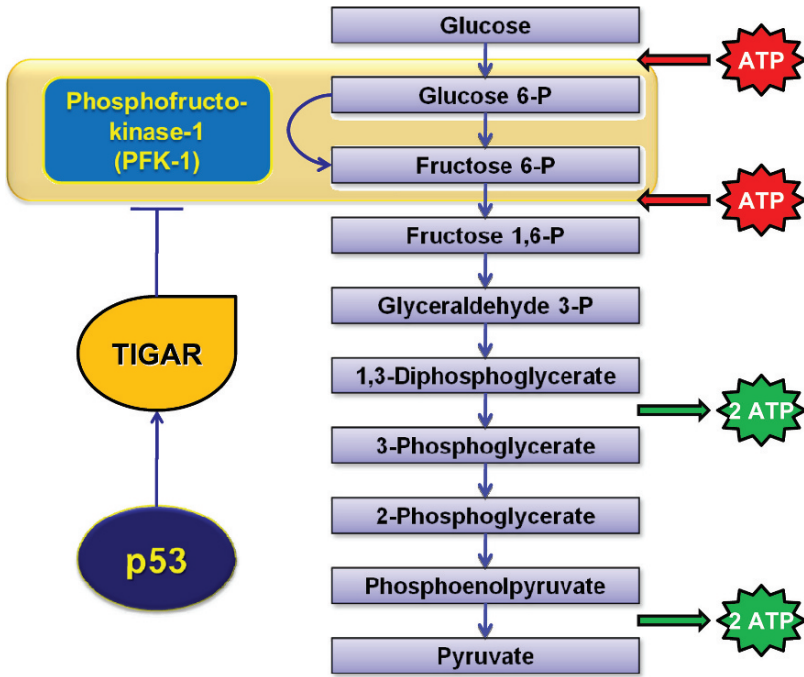 Glucose
ATP
Phosphofructo-
kinase-1
(PFK-1)
Glucose 6-P
Fructose 6-P
ATP
Fructose 1,6-P
Glyceraldehyde 3-P
TIGAR
1,3-Diphosphoglycerate
2 ATP
3-Phosphoglycerate
2-Phosphoglycerate
p53
Phosphoenolpyruvate
2 ATP
Pyruvate